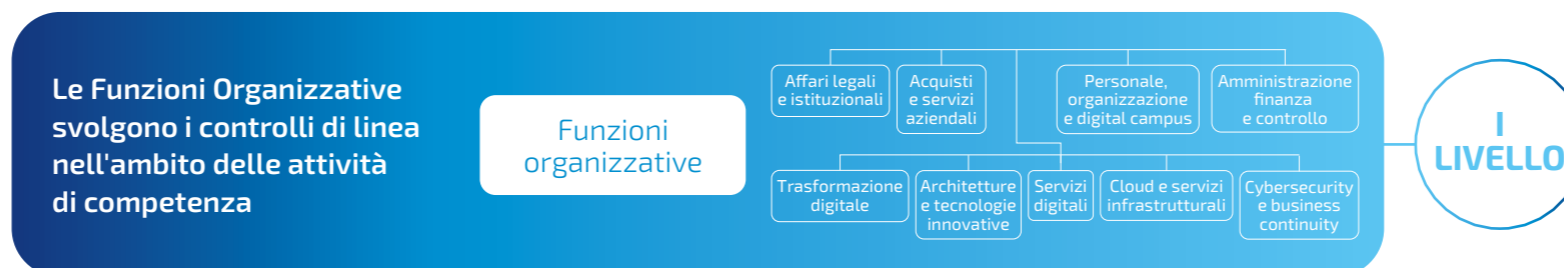 Le Funzioni Organizzative
svolgono i controlli di linea
nell'ambito delle attività
di competenza
Funzioni
organizzative
Affari legali
e istituzionali
Acquisti
e servizi
aziendali
Personale,
organizzazione
e digital campus
Amministrazione
finanza
e controllo
Trasformazione
digitale
Architetture
e tecnologie
innovative
Servizi
digitali
Cloud e servizi
infrastrutturali
Cybersecurity
e business
continuity
I
LIVELLO